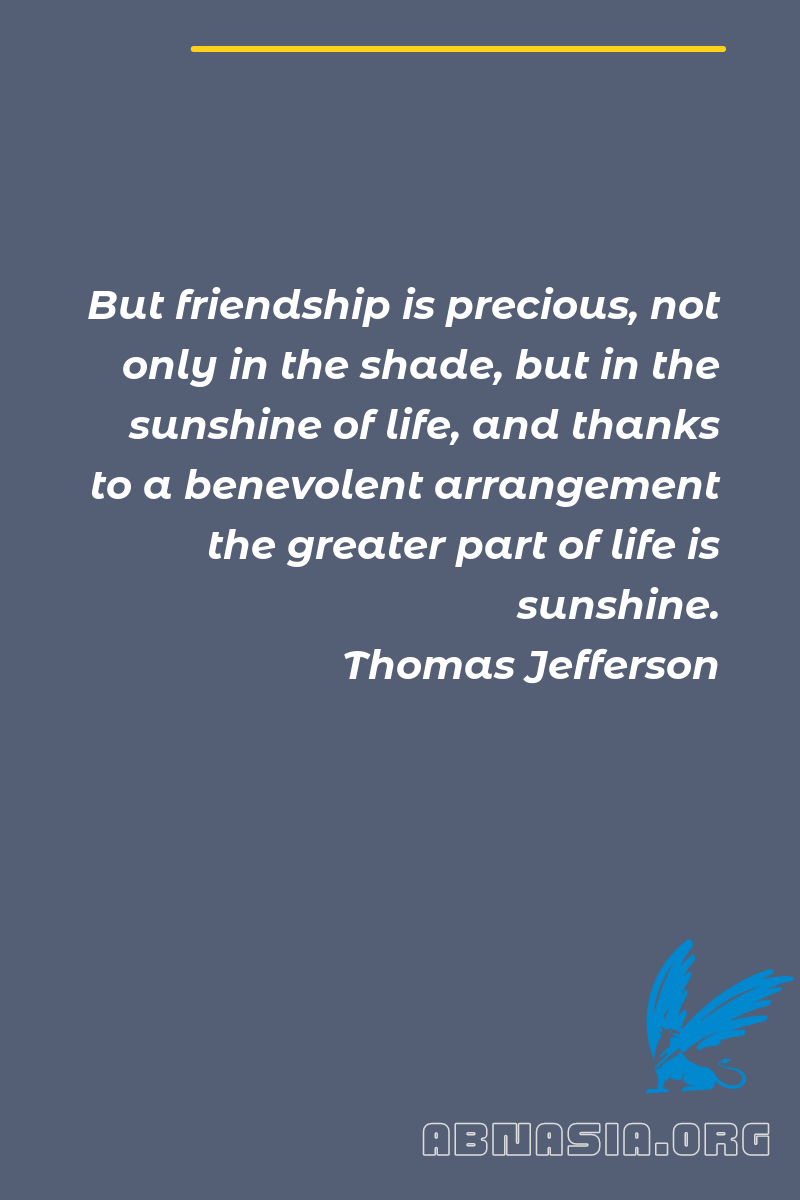 But friendship is precious, not
only in the shade, but in the
sunshine of life, and thanks
to a benevolent arrangement
the greater part of life is
sunshine.
Thomas Jefferson
ABNASIA.ORG